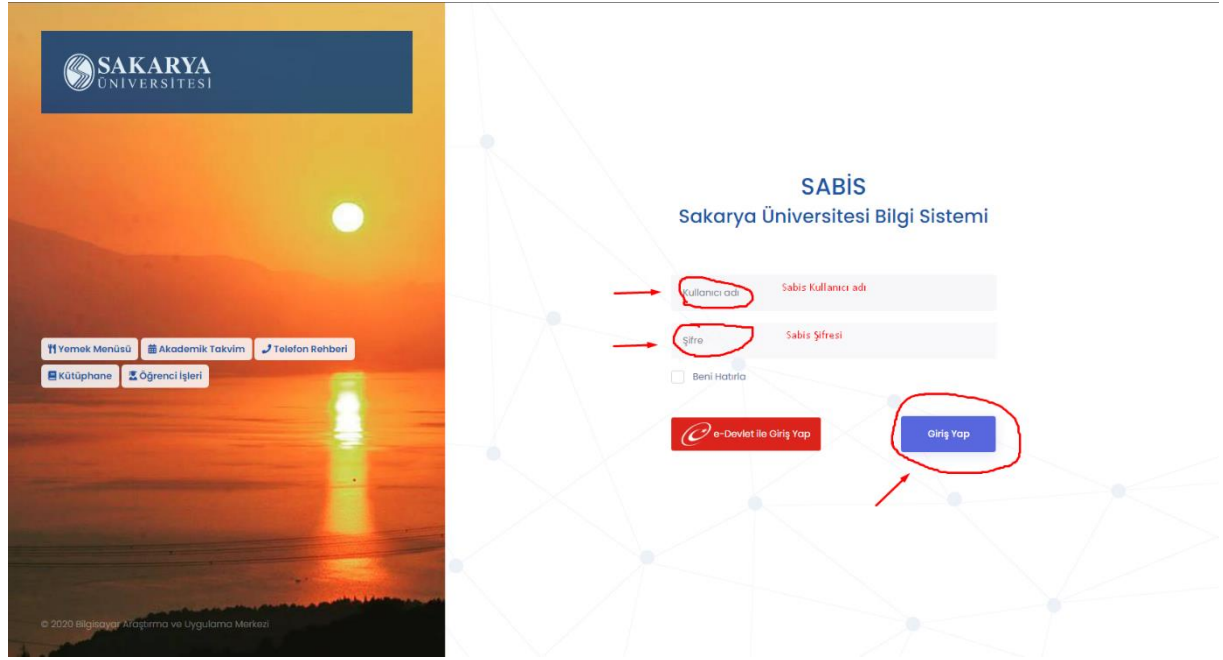 SAKARYA
ÜNİVERSİTESİ
Yemek Menüsü
Akademik Takvim
Telefon Rehberi
Kütüphane
Öğrenci İşleri
© 2020 Bilgisayar Araştırma ve Uygulama Merkezi
SABİS
Sakarya Üniversitesi Bilgi Sistemi
Kullanıcı adı
Sabis Kullanıcı adı
Şifre
Sabis Şifresi
Beni Hatırla
e-Devlet ile Giriş Yap
Giriş Yap